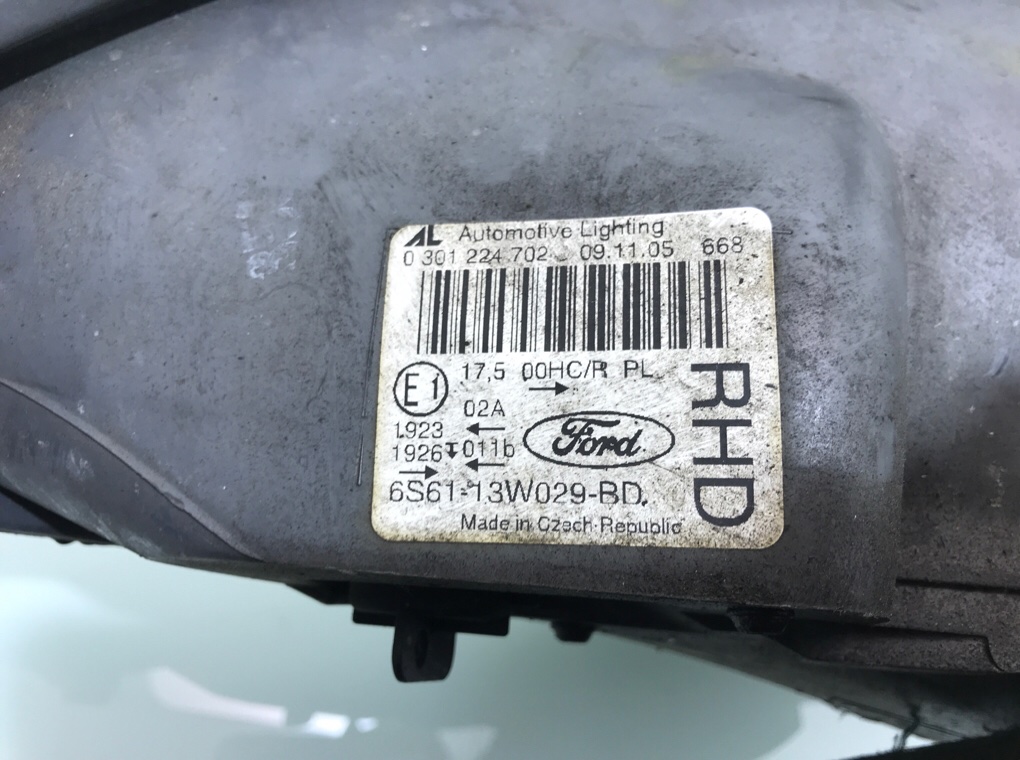 AL Automotive Lighting
0 301 224 702 09.11.05 668
E1 17,5 00HC/R PL
02A
1923
1926 011b
Ford
6S61-13W029-BD
Made in Czech Republic
RHD